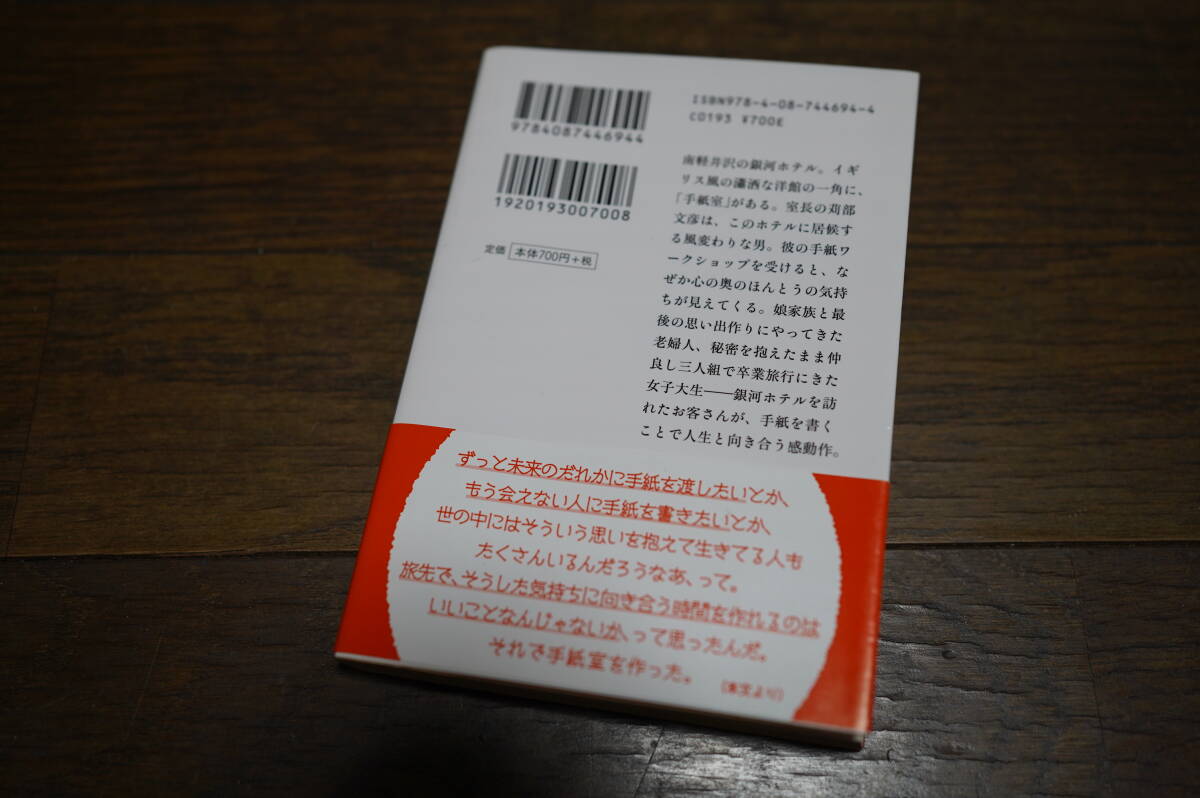 9784087446944
1920193007008
定価 本体700円+税
ISBN978-4-08-744694-4
C0193 ¥700E
南軽井沢の銀河ホテル。イギ
リス風の瀟洒な洋館の一角に、
「手紙室」がある。室長の苅部
文彦は、このホテルに居候す
る風変わりな男。彼の手紙ワ
ークショップを受けると、な
ぜか心の奥のほんとうの気持
ちが見えてくる。娘家族と最
後の思い出作りにやってきた
老婦人、秘密を抱えたまま仲
良し三人組で卒業旅行にきた
女子大生――銀河ホテルを訪
れたお客さんが、手紙を書く
ことで人生と向き合う感動作。
ずっと未来のだれかに手紙を渡したいとか、
もう会えない人に手紙を書きたいとか、
世の中にはそういう思いを抱えて生きてる人も
たくさんいるんだろうなあ、って。
旅先で、そうした気持ちに向き合う時間を作れるのは
いいことなんじゃないか、って思ったんだ。
それで手紙室を作った。
(本文より)